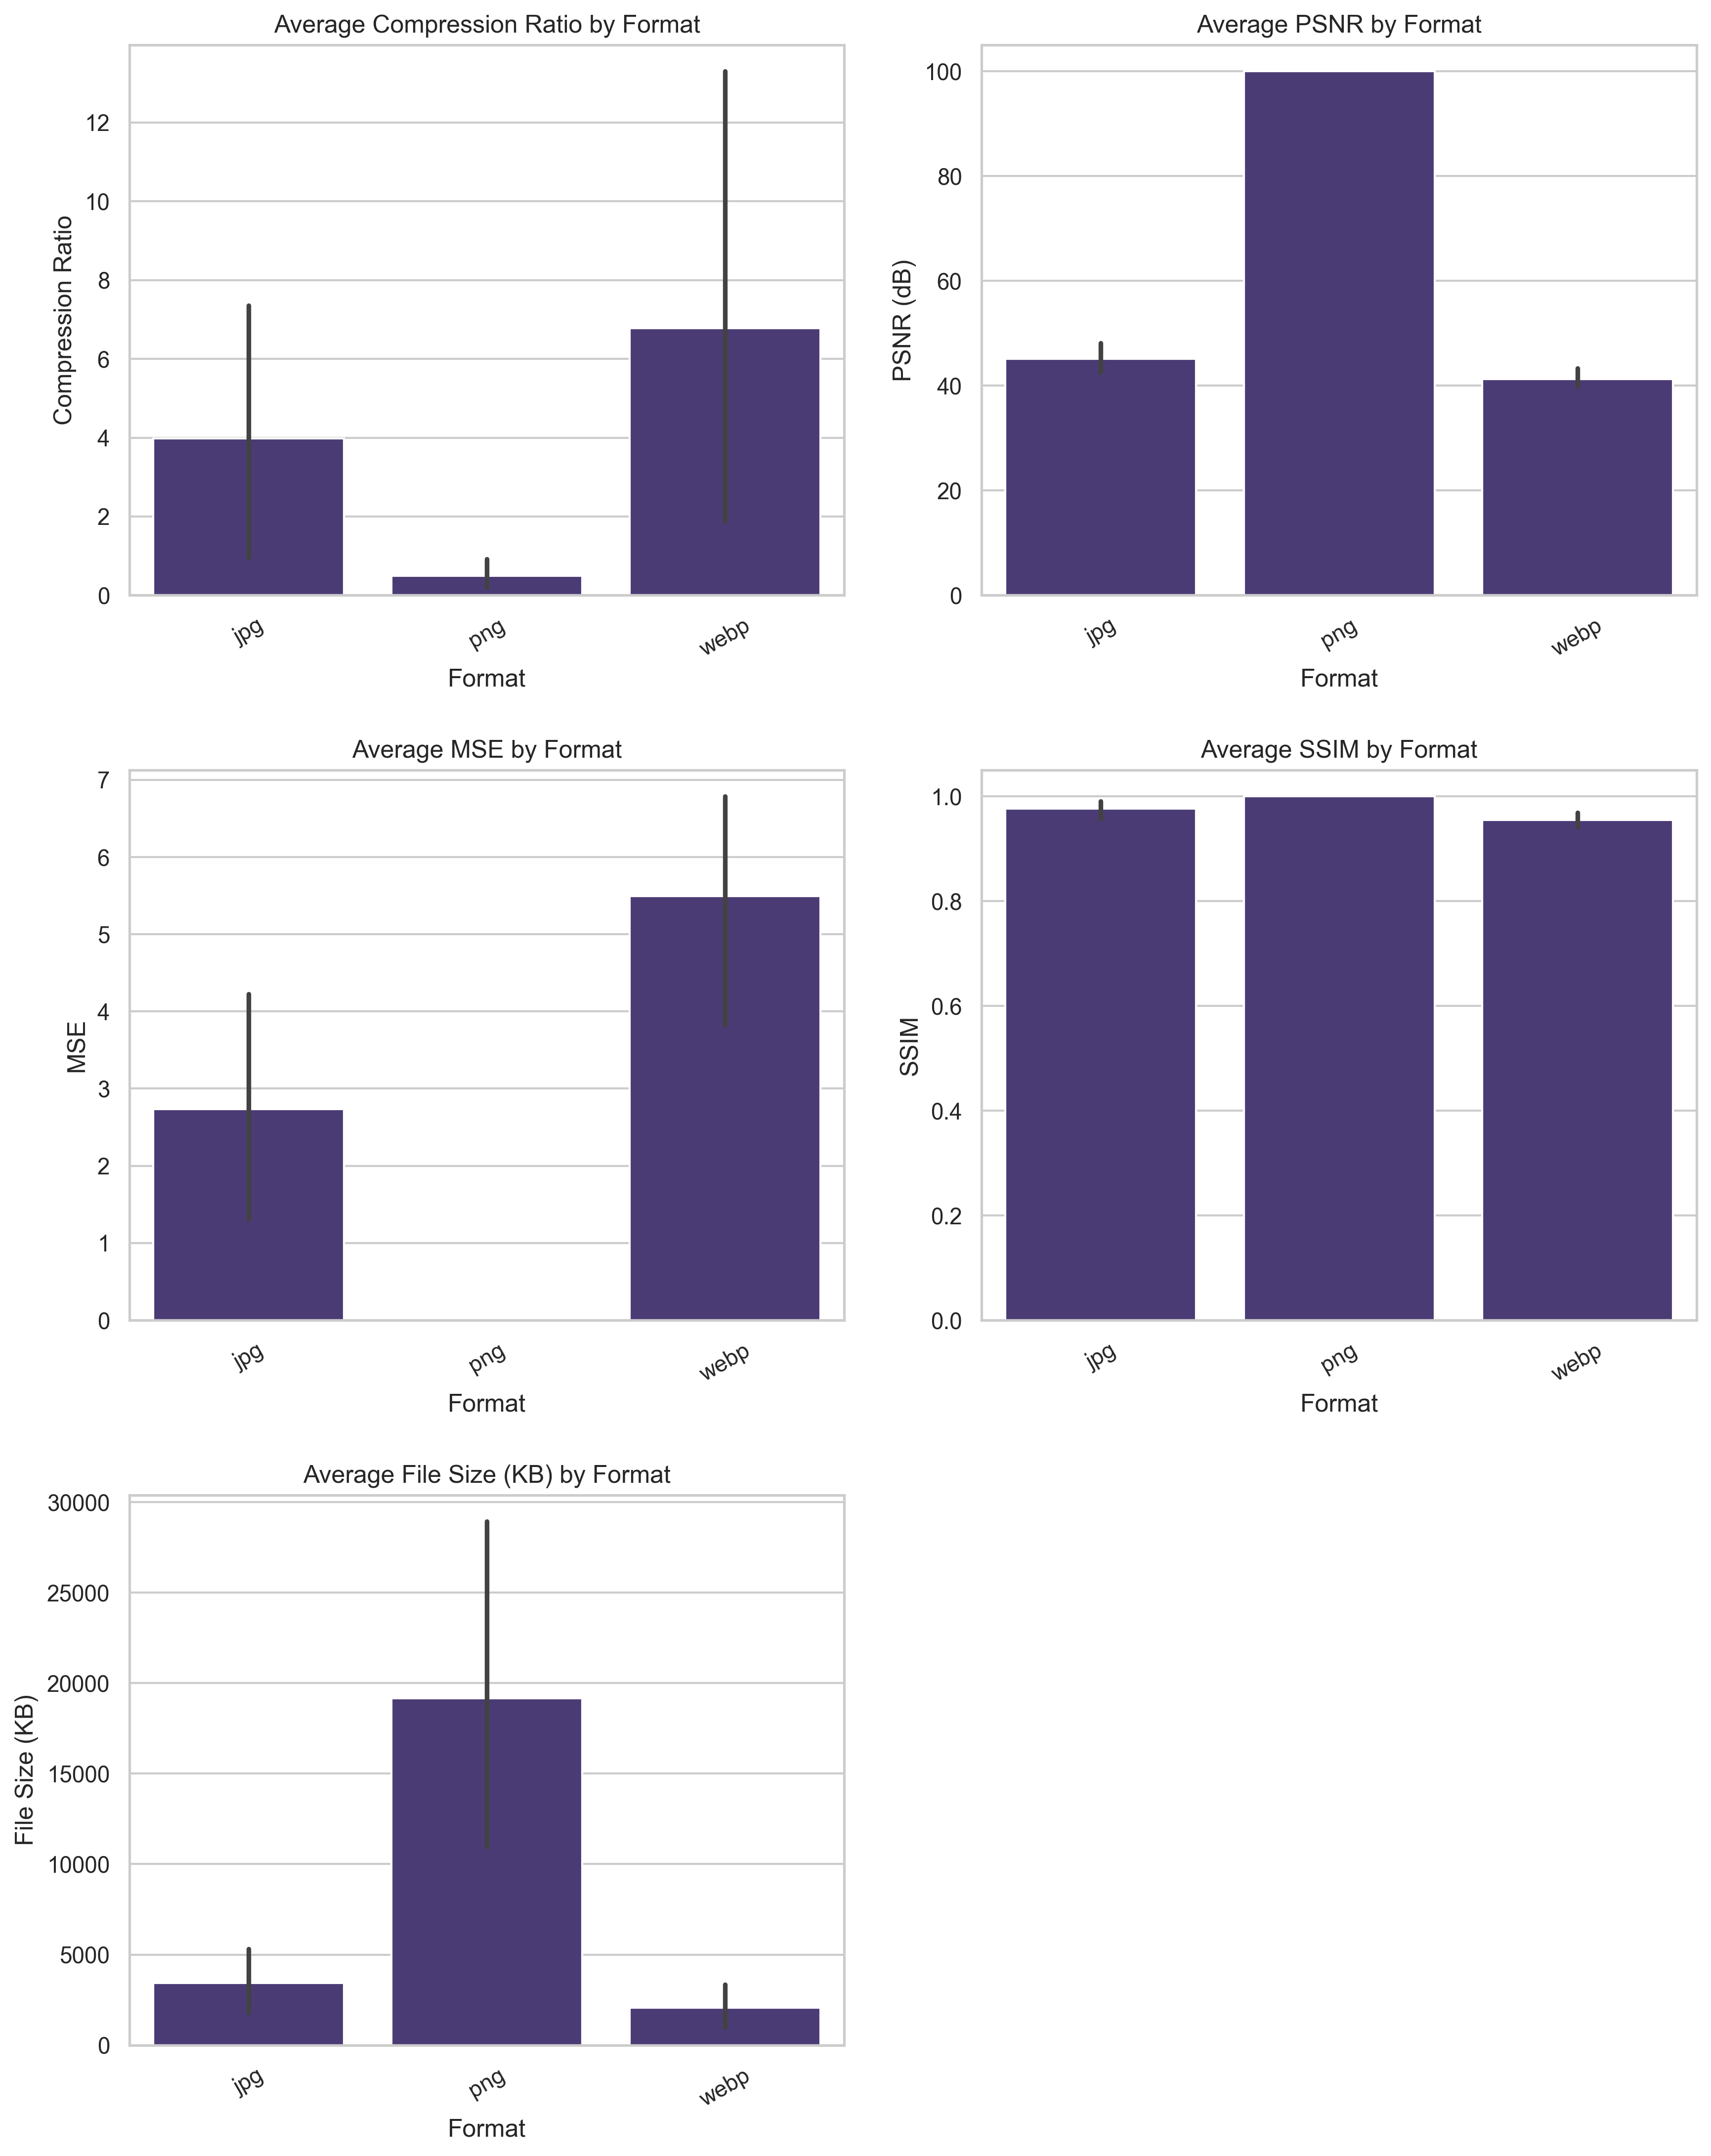 Average Compression Ratio by Format
Compression Ratio
12
10
8
6
4
2
0
jpg
png
webp
Format
Average PSNR by Format
PSNR (dB)
100
80
60
40
20
0
jpg
png
webp
Format
Average MSE by Format
MSE
7
6
5
4
3
2
1
0
jpg
png
webp
Format
Average SSIM by Format
SSIM
1.0
0.8
0.6
0.4
0.2
0.0
jpg
png
webp
Format
Average File Size (KB) by Format
File Size (KB)
30000
25000
20000
15000
10000
5000
0
jpg
png
webp
Format